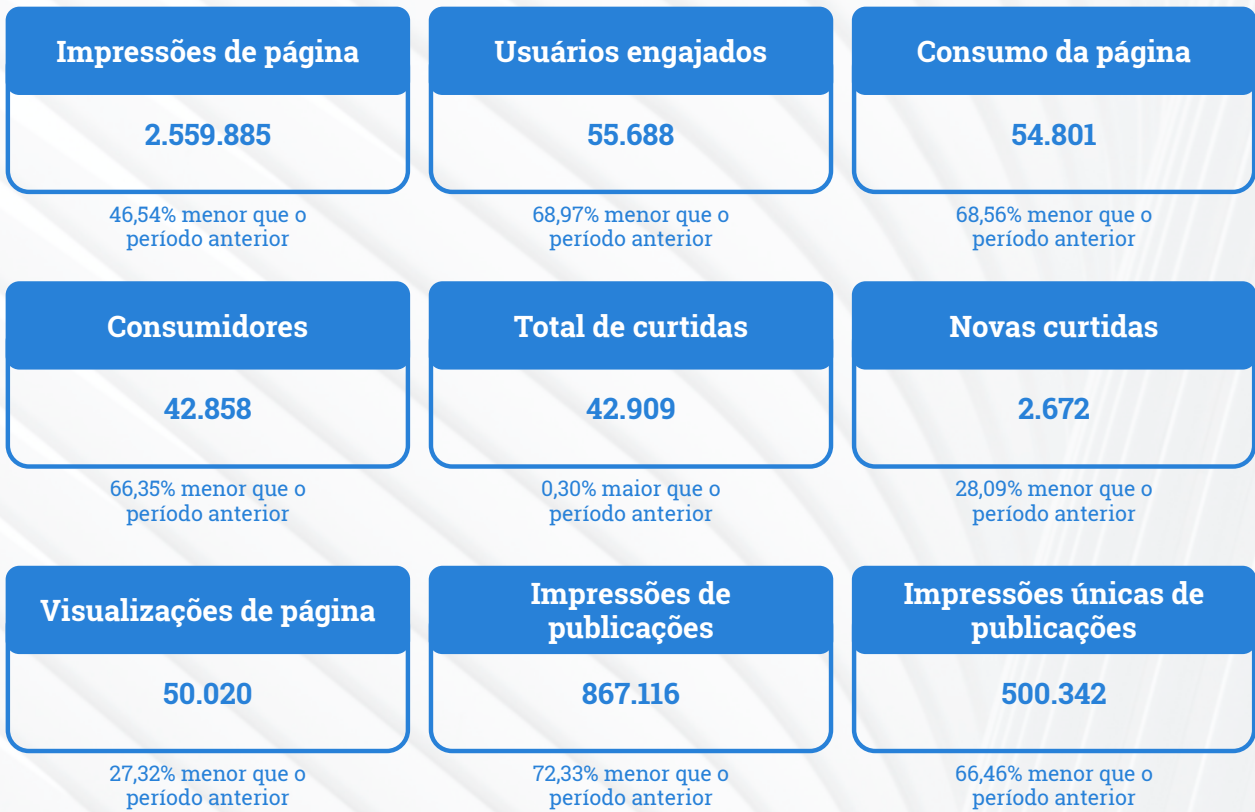 Impressões de página
2.559.885
46,54% menor que o
período anterior
Usuários engajados
55.688
68,97% menor que o
período anterior
Consumo da página
54.801
68,56% menor que o
período anterior
Consumidores
42.858
66,35% menor que o
período anterior
Total de curtidas
42.909
0,30% maior que o
período anterior
Novas curtidas
2.672
28,09% menor que o
período anterior
Visualizações de página
50.020
27,32% menor que o
período anterior
Impressões de
publicações
867.116
72,33% menor que o
período anterior
Impressões únicas de
publicações
500.342
66,46% menor que o
período anterior